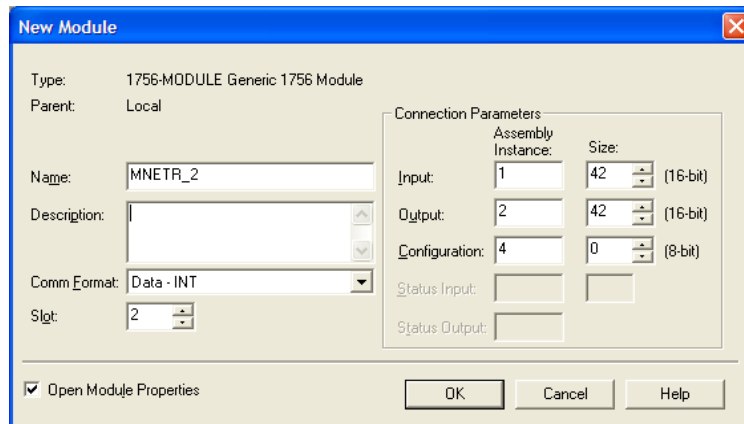 New Module
Type: 1756-MODULE Generic 1756 Module
Parent: Local
Connection Parameters
Assembly Instance: Size:
Name: MNETR_2
Input: 1 42 (16-bit)
Description:
Output: 2 42 (16-bit)
Configuration: 4 0 (8-bit)
Comm Format: Data - INT
Status Input:
Slot: 2
Status Output:
Open Module Properties
OK Cancel Help